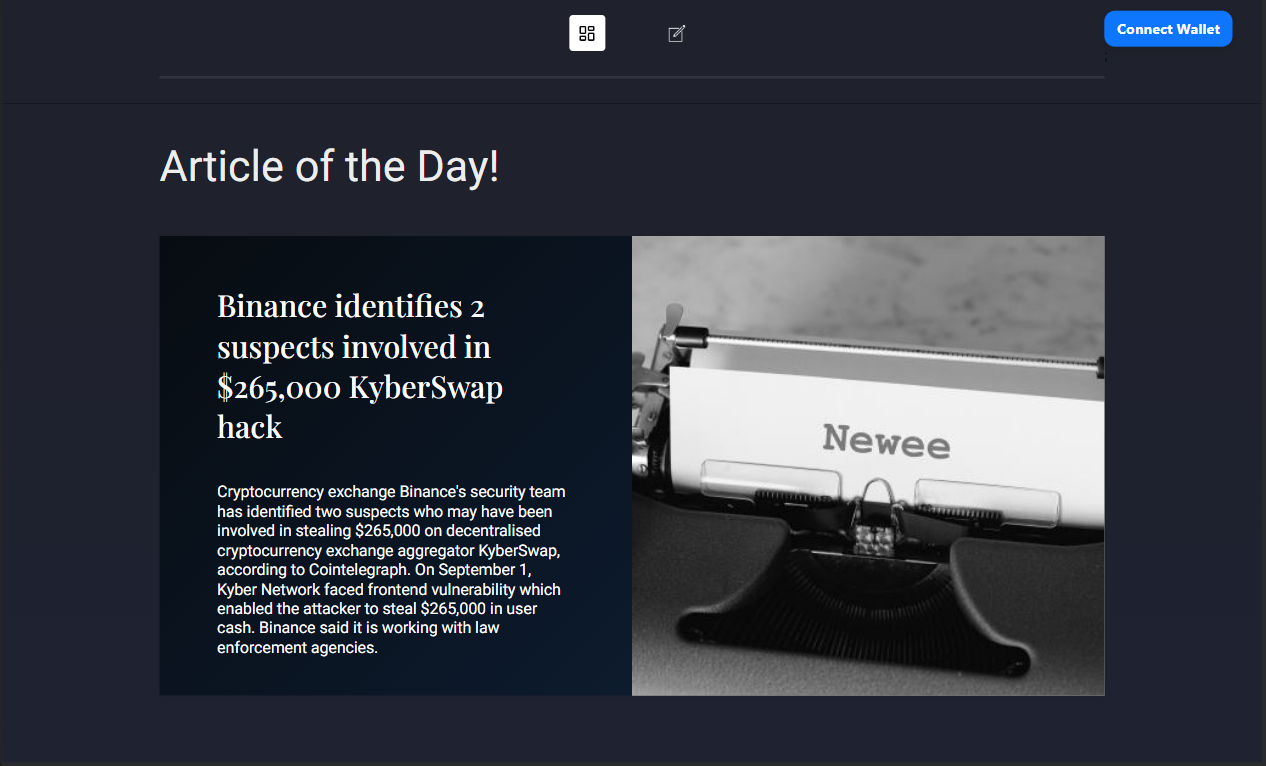 Connect Wallet
Article of the Day!
Binance identifies 2
suspects involved in
$265,000 KyberSwap
hack
Cryptocurrency exchange Binance's security team
has identified two suspects who may have been
involved in stealing $265,000 on decentralised
cryptocurrency exchange aggregator KyberSwap,
according to Cointelegraph. On September 1,
Kyber Network faced frontend vulnerability which
enabled the attacker to steal $265,000 in user
cash. Binance said it is working with law
enforcement agencies.
Newee